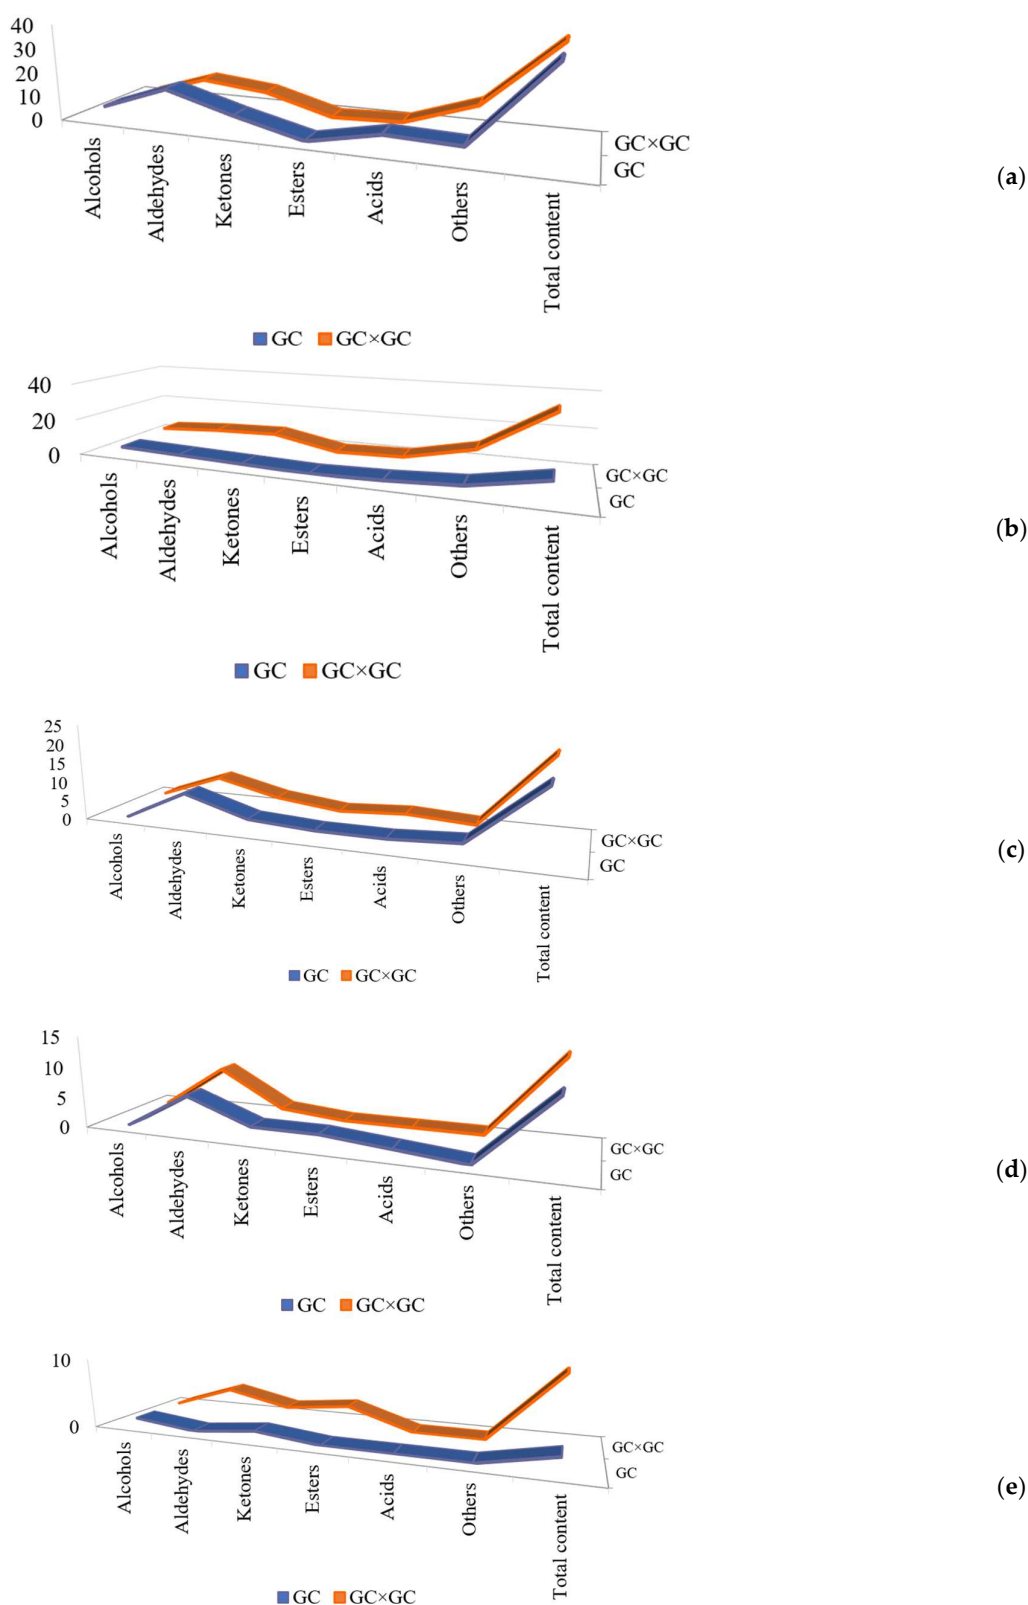 40
30
20
10
0
GC×GC
GC
(a)
Alcohols
Aldehydes
Ketones
Esters
Acids
Others
Total content
GC GC×GC
40
20
0
GC×GC
GC
(b)
Alcohols
Aldehydes
Ketones
Esters
Acids
Others
Total content
GC GC×GC
25
20
15
10
5
0
GC×GC
GC
(c)
Alcohols
Aldehydes
Ketones
Esters
Acids
Others
Total content
GC GC×GC
15
10
5
0
GC×GC
GC
(d)
Alcohols
Aldehydes
Ketones
Esters
Acids
Others
Total content
GC GC×GC
10
0
GC×GC
GC
(e)
Alcohols
Aldehydes
Ketones
Esters
Acids
Others
Total content
GC GC×GC